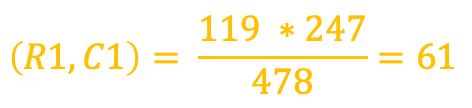 (R1, C1) = 119 * 247 / 478 = 61